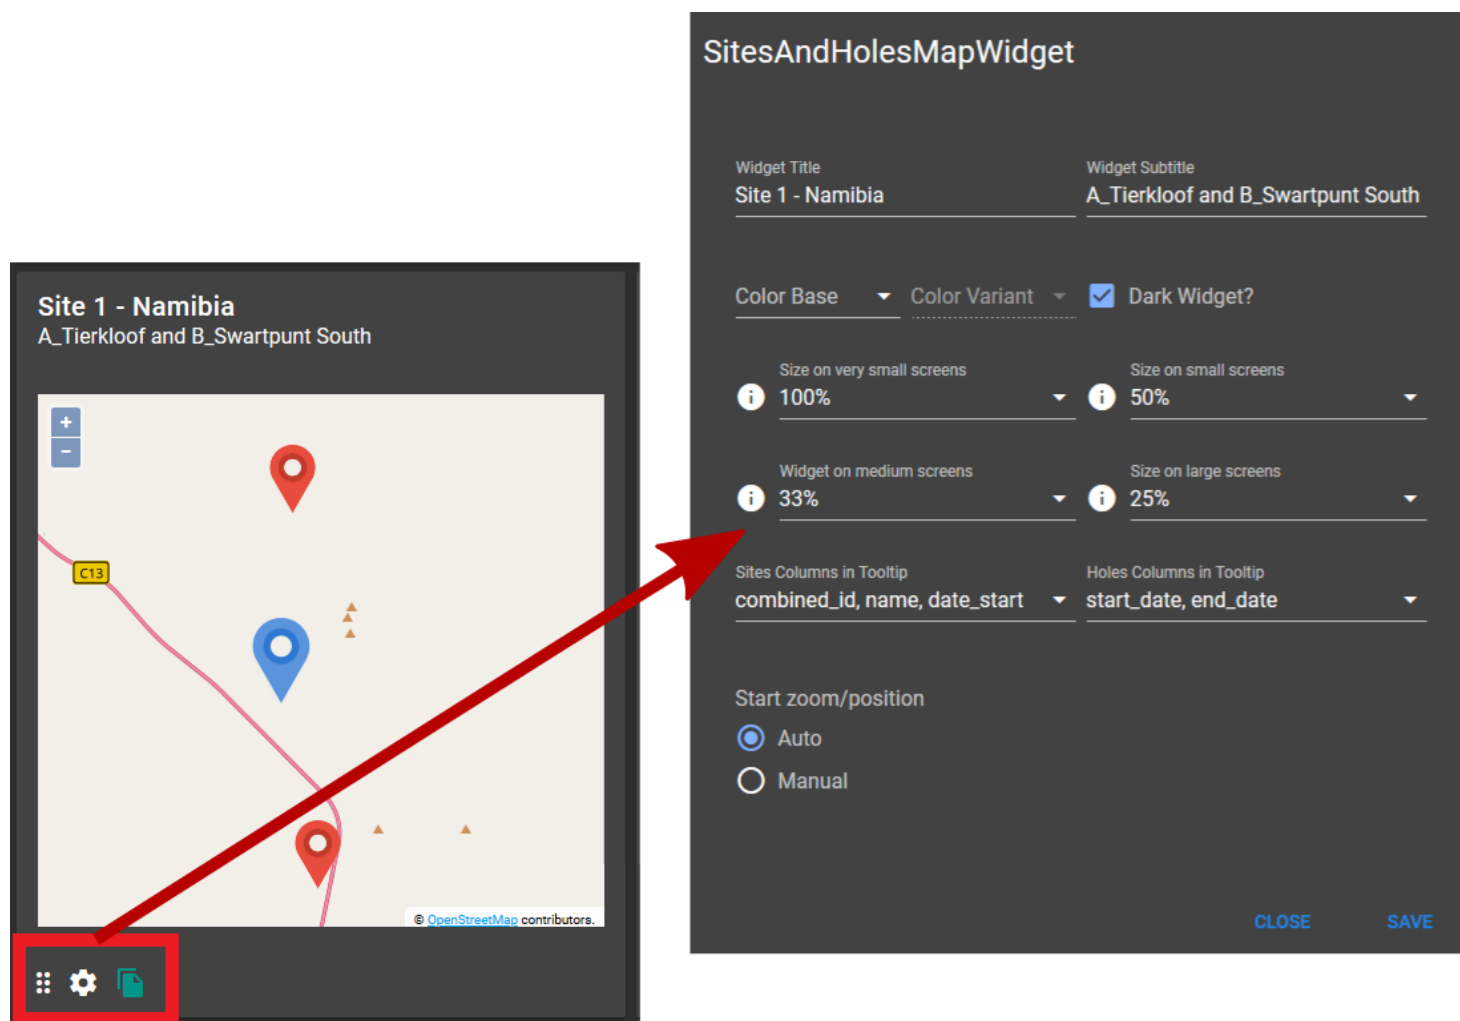 SitesAndHolesMapWidget
Widget Title
Site 1 - Namibia
Widget Subtitle
A_Tierkloof and B_Swartpunt South
Color Base
Color Variant
Dark Widget?
Size on very small screens
100%
Size on small screens
50%
Widget on medium screens
33%
Size on large screens
25%
Sites Columns in Tooltip
combined_id, name, date_start
Holes Columns in Tooltip
start_date, end_date
Start zoom/position
Auto
Manual
CLOSE
SAVE
Site 1 - Namibia
A_Tierkloof and B_Swartpunt South
+
−
C13
© OpenStreetMap contributors.